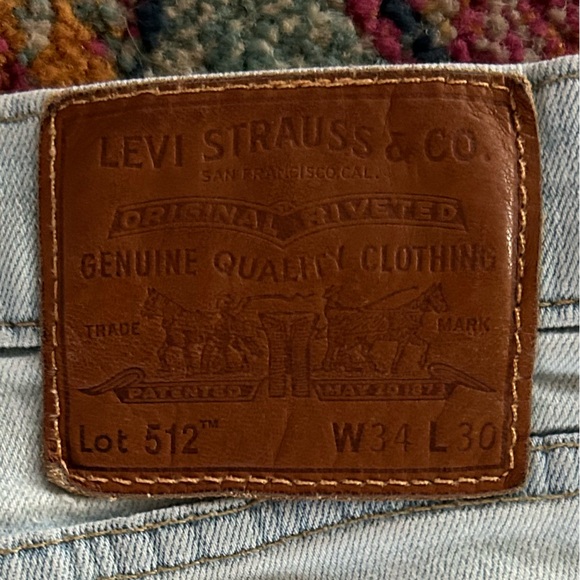 LEVI STRAUSS & CO.
SAN FRANCISCO, CAL.
ORIGINAL RIVETED
GENUINE QUALITY CLOTHING
TRADE MARK
PATENTED MAY 20 1873
Lot 512™ W34 L30